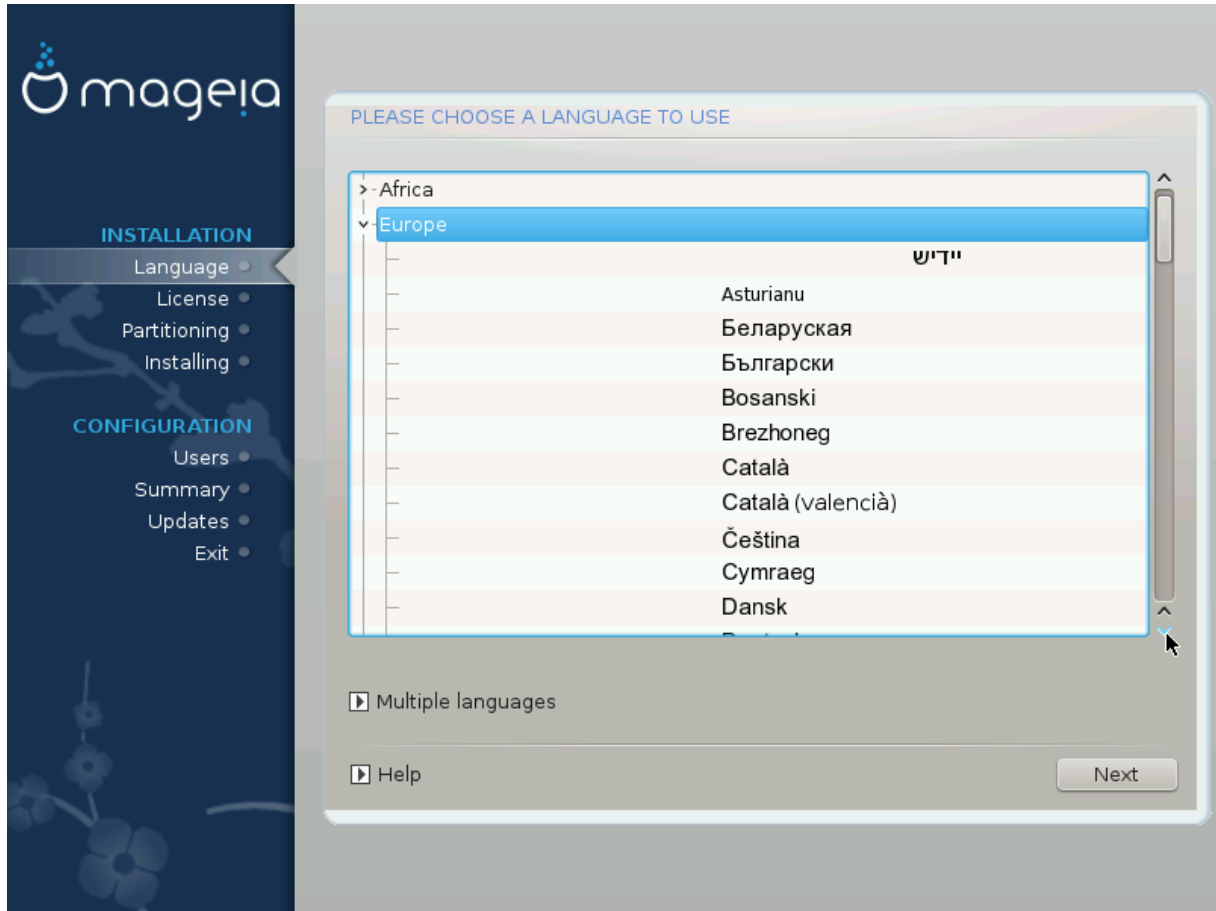 mageia
PLEASE CHOOSE A LANGUAGE TO USE
INSTALLATION
Language
License
Partitioning
Installing
CONFIGURATION
Users
Summary
Updates
Exit
Africa
Europe
ייִדיש
Asturianu
Беларуская
Български
Bosanski
Brezhoneg
Català
Català (valencià)
Čeština
Cymraeg
Dansk
Multiple languages
Help
Next